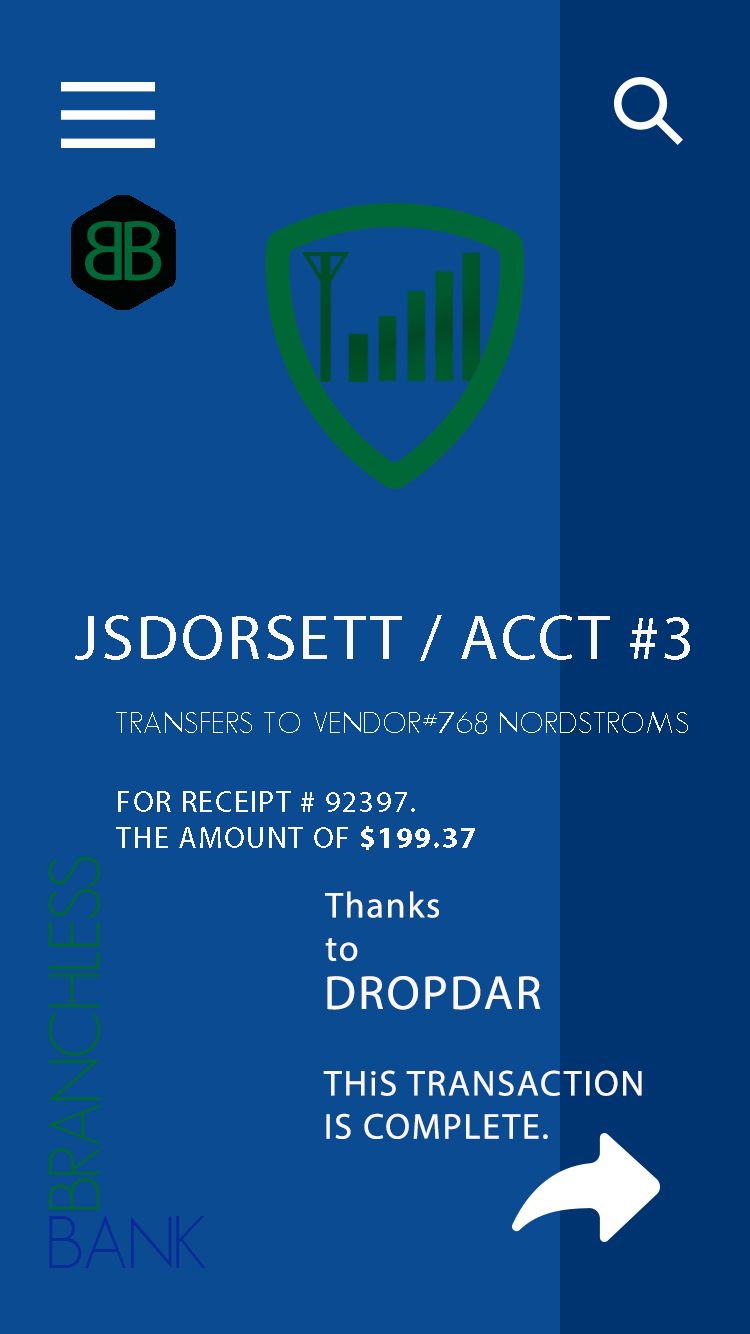 BB
JSDORSETT / ACCT #3
TRANSFERS TO VENDOR#768 NORDSTROMS
FOR RECEIPT # 92397.
THE AMOUNT OF $199.37
Thanks
to
DROPDAR
THiS TRANSACTION
IS COMPLETE.
BRANCHLESS
BANK